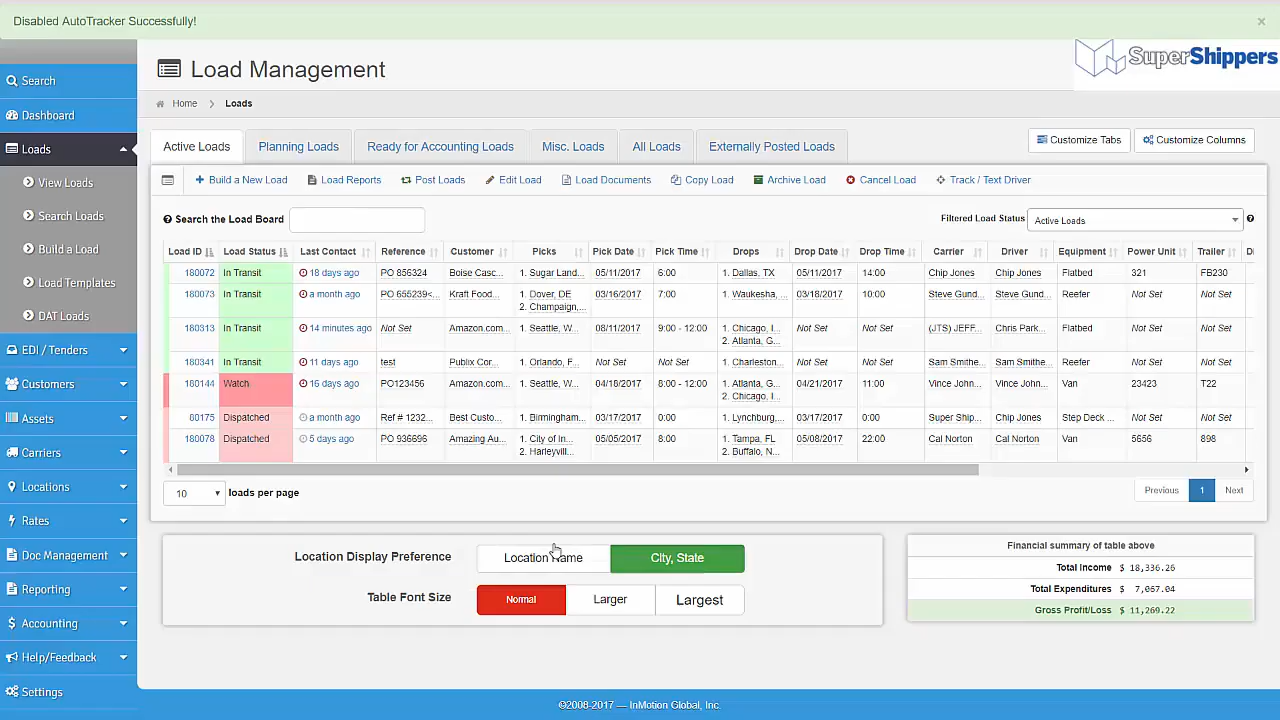 Disabled AutoTracker Successfully! ×
SuperShippers
Load Management
Home > Loads
Search
Dashboard
Loads
View Loads
Search Loads
Build a Load
Load Templates
DAT Loads
EDI / Tenders
Customers
Assets
Carriers
Locations
Rates
Doc Management
Reporting
$ Accounting
Help/Feedback
Settings
Active Loads Planning Loads Ready for Accounting Loads Misc. Loads All Loads Externally Posted Loads Customize Tabs Customize Columns
+ Build a New Load Load Reports Post Loads Edit Load Load Documents Copy Load Archive Load Cancel Load Track / Text Driver
Search the Load Board Filtered Load Status Active Loads
Load ID Load Status Last Contact Reference Customer Picks Pick Date Pick Time Drops Drop Date Drop Time Carrier Driver Equipment Power Unit Trailer Di
180072 In Transit 18 days ago PO 856324 Boise Casc... 1. Sugar Land... 05/11/2017 6:00 1. Dallas, TX 05/11/2017 14:00 Chip Jones Chip Jones Flatbed 321 FB230
180073 In Transit a month ago PO 655239<... Kraft Food... 1. Dover, DE 03/16/2017 7:00 1. Waukesha, ... 03/18/2017 10:00 Steve Gund... Steve Gund... Reefer Not Set Not Set
2. Champaign,...
180313 In Transit 14 minutes ago Not Set Amazon.com... 1. Seattle, W... 08/11/2017 9:00 - 12:00 1. Chicago, I... Not Set Not Set (JTS) JEFF... Chris Park... Flatbed Not Set Not Set
2. Atlanta, G...
180341 In Transit 11 days ago test Publix Cor... 1. Orlando, F... Not Set Not Set 1. Charleston... Not Set Not Set Sam Smithe... Sam Smithe... Reefer Not Set Not Set
180144 Watch 16 days ago PO123456 Amazon.com... 1. Seattle, W... 04/18/2017 8:00 - 12:00 1. Atlanta, G... 04/21/2017 11:00 Vince John... Vince John... Van 23423 T22
2. Chicago, I...
80175 Dispatched a month ago Ref # 1232... Best Custo... 1. Birmingham... 03/17/2017 0:00 1. Lynchburg,... 03/17/2017 0:00 Super Ship... Chip Jones Step Deck ... Not Set Not Set
180078 Dispatched 5 days ago PO 936696 Amazing Au... 1. City of In... 05/05/2017 8:00 1. Tampa, FL 05/08/2017 22:00 Cal Norton Cal Norton Van 5656 898
2. Harleyvil... 2. Buffalo, N...
10 loads per page Previous 1 Next
Location Display Preference Location Name City, State
Table Font Size Normal Larger Largest
Financial summary of table above
Total Income $ 18,336.26
Total Expenditures $ 7,067.04
Gross Profit/Loss $ 11,269.22
©2008-2017 — InMotion Global, Inc.